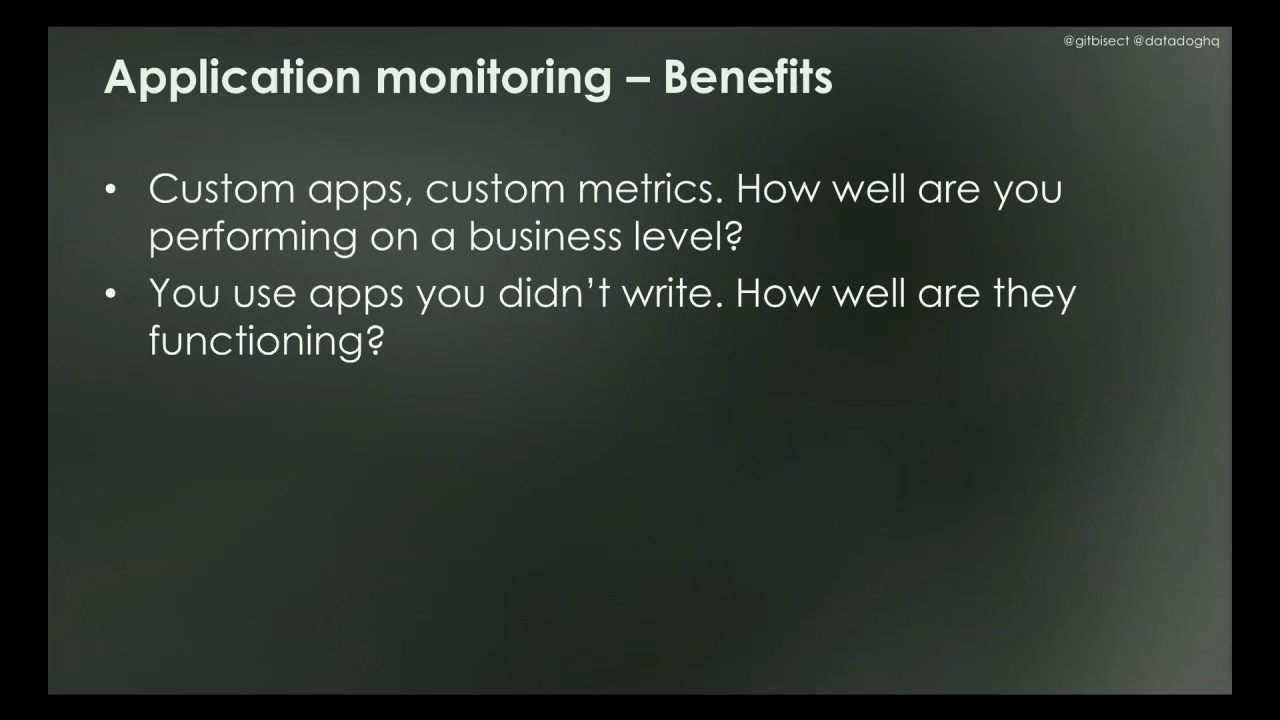 @gitbisect @datadoghq
Application monitoring – Benefits
• Custom apps, custom metrics. How well are you
performing on a business level?
• You use apps you didn’t write. How well are they
functioning?